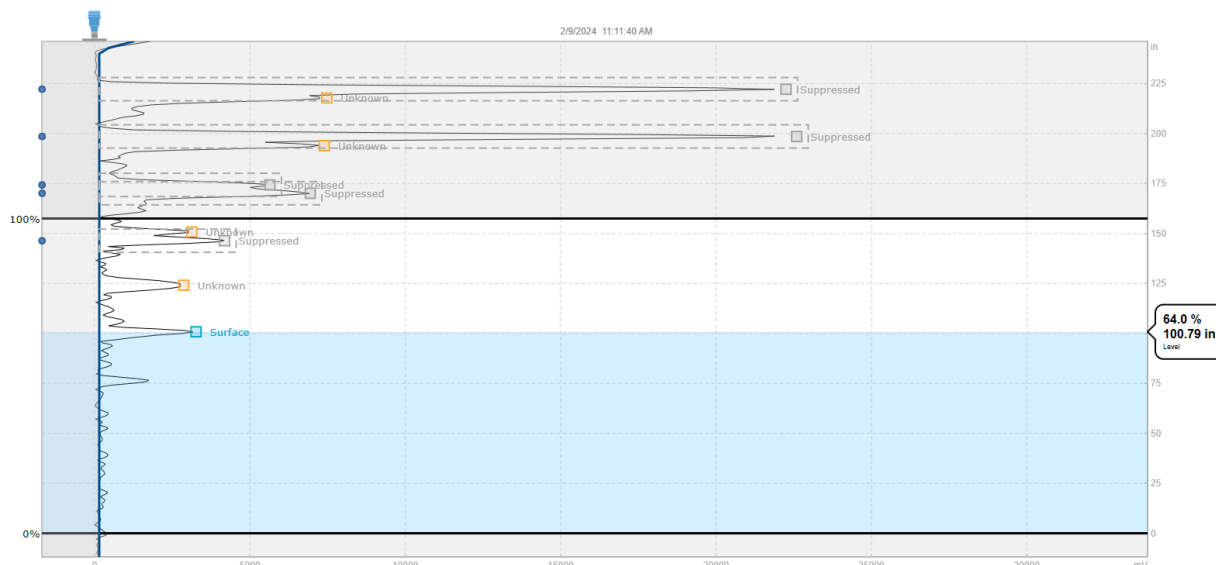 2/9/2024 11:11:40 AM
in
225
Suppressed
Unknown
200
Suppressed
Unknown
175
Suppressed
Suppressed
100%
150
Unknown
Suppressed
125
Unknown
64.0 %
100.79 in
Level
Surface
75
50
25
0%
0
0 5000 10000 15000 20000 25000 30000 mV